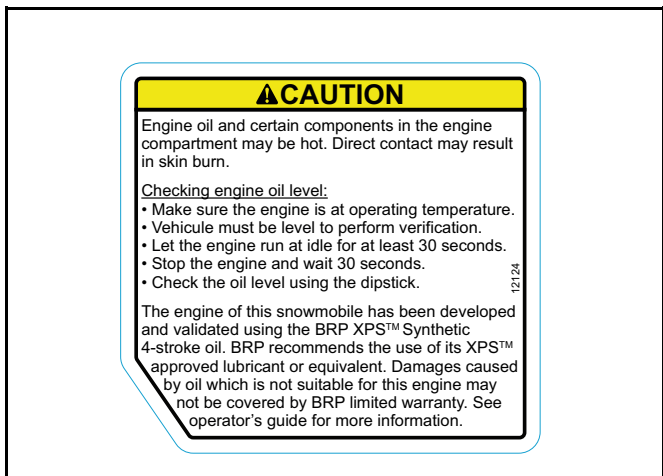 ⚠CAUTION
Engine oil and certain components in the engine
compartment may be hot. Direct contact may result
in skin burn.
Checking engine oil level:
• Make sure the engine is at operating temperature.
• Vehicule must be level to perform verification.
• Let the engine run at idle for at least 30 seconds.
• Stop the engine and wait 30 seconds.
• Check the oil level using the dipstick.
12124
The engine of this snowmobile has been developed
and validated using the BRP XPS™ Synthetic
4-stroke oil. BRP recommends the use of its XPS™
approved lubricant or equivalent. Damages caused
by oil which is not suitable for this engine may
not be covered by BRP limited warranty. See
operator’s guide for more information.